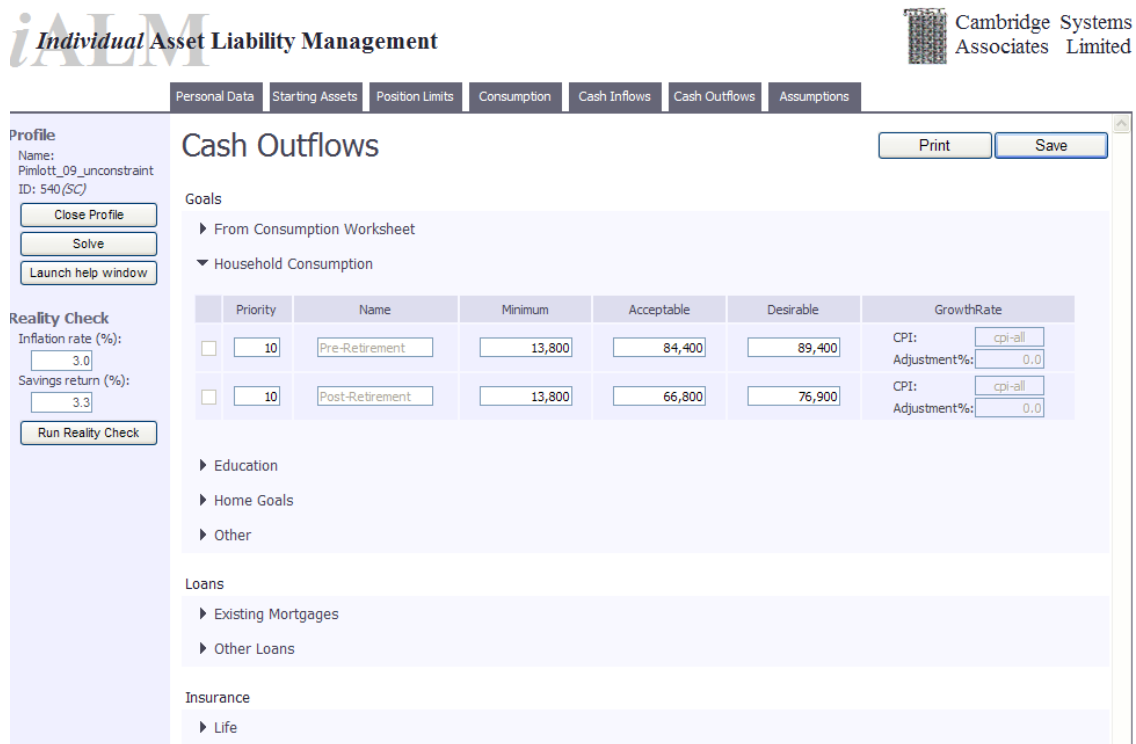 iALM
Individual Asset Liability Management
Cambridge Systems
Associates Limited
Personal Data Starting Assets Position Limits Consumption Cash Inflows Cash Outflows Assumptions
Profile
Name:
Pimlott_09_unconstraint
ID: 540(SC)
Close Profile
Solve
Launch help window
Reality Check
Inflation rate (%):
3.0
Savings return (%):
3.3
Run Reality Check
Cash Outflows
Print Save
Goals
From Consumption Worksheet
Household Consumption
Priority Name Minimum Acceptable Desirable GrowthRate
10 Pre-Retirement 13,800 84,400 89,400 CPI: cpi-all
Adjustment%: 0.0
10 Post-Retirement 13,800 66,800 76,900 CPI: cpi-all
Adjustment%: 0.0
Education
Home Goals
Other
Loans
Existing Mortgages
Other Loans
Insurance
Life